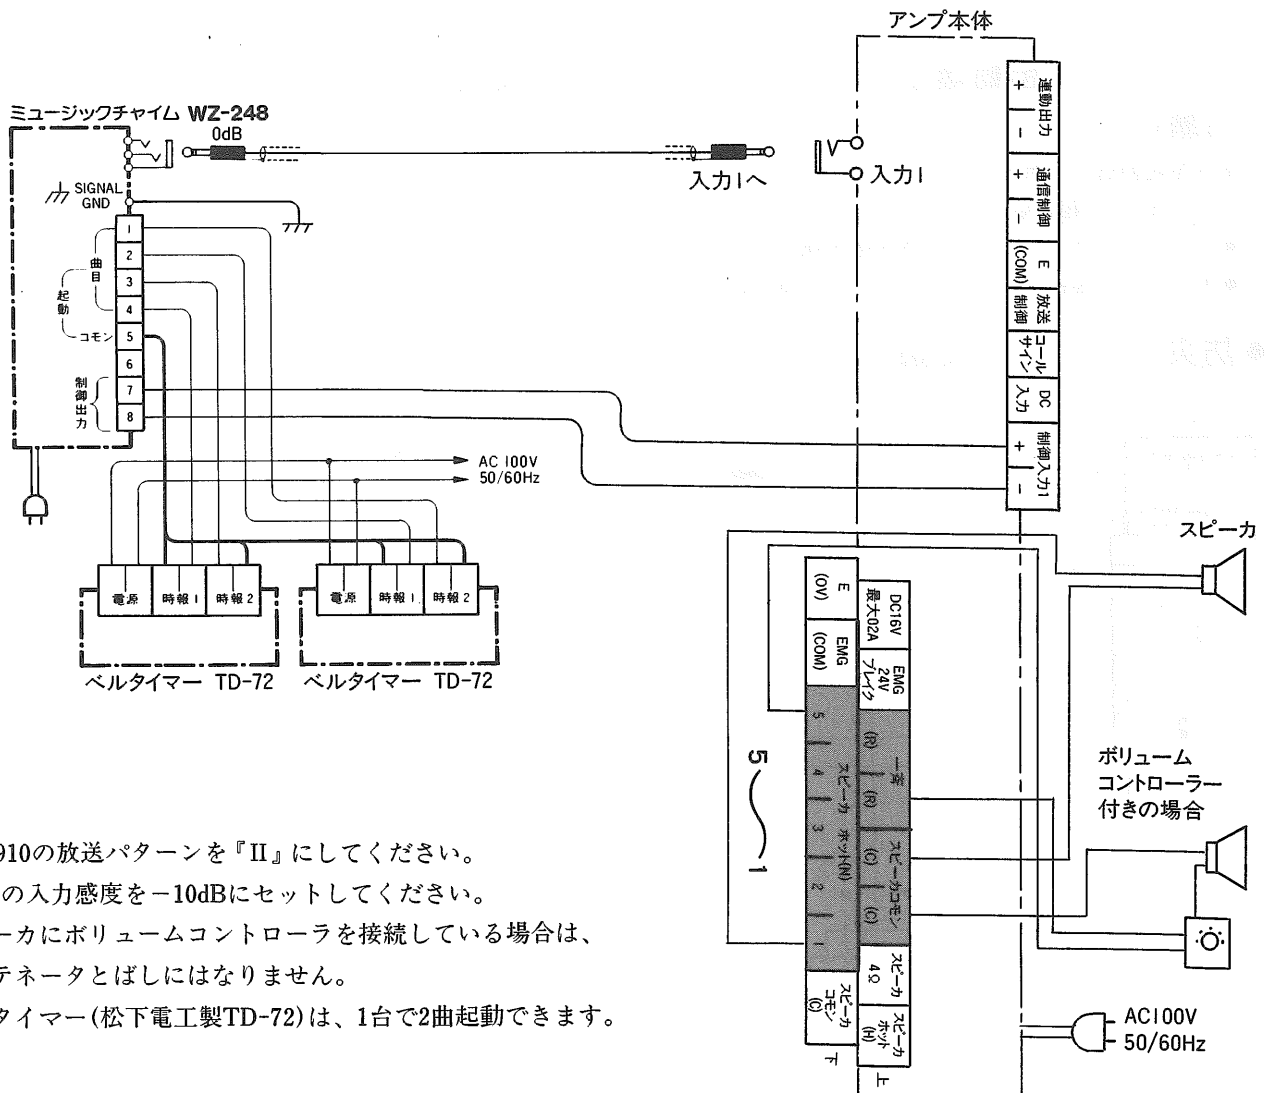 アンプ本体
ミュージックチャイム WZ-248
0dB
入力1へ
入力1
SIGNAL
GND
曲目
起動
コモン
制御出力
1
2
3
4
5
6
7
8
AC 100V
50/60Hz
電源
時報1
時報2
電源
時報1
時報2
ベルタイマー TD-72
ベルタイマー TD-72
連動出力
+
-
通信制御
+
-
E
(COM)
放送
制御
コール
サイン
DC
入力
制御入力1
+
-
スピーカ
E
(0V)
EMG
(COM)
5
4
3
2
1
スピーカ ホット(N)
スピーカ
コモン
(C)
下
DC16V
最大02A
EMG
24V
ブレイク
一斉
(R)
(R)
スピーカコモン
(C)
(C)
スピーカ
4Ω
スピーカ
ホット
(H)
上
5〜1
ボリューム
コントローラー
付きの場合
AC100V
50/60Hz
910の放送パターンを『II』にしてください。
の入力感度を-10dBにセットしてください。
ーカにボリュームコントローラを接続している場合は、
テネータとばしにはなりません。
タイマー(松下電工製TD-72)は、1台で2曲起動できます。